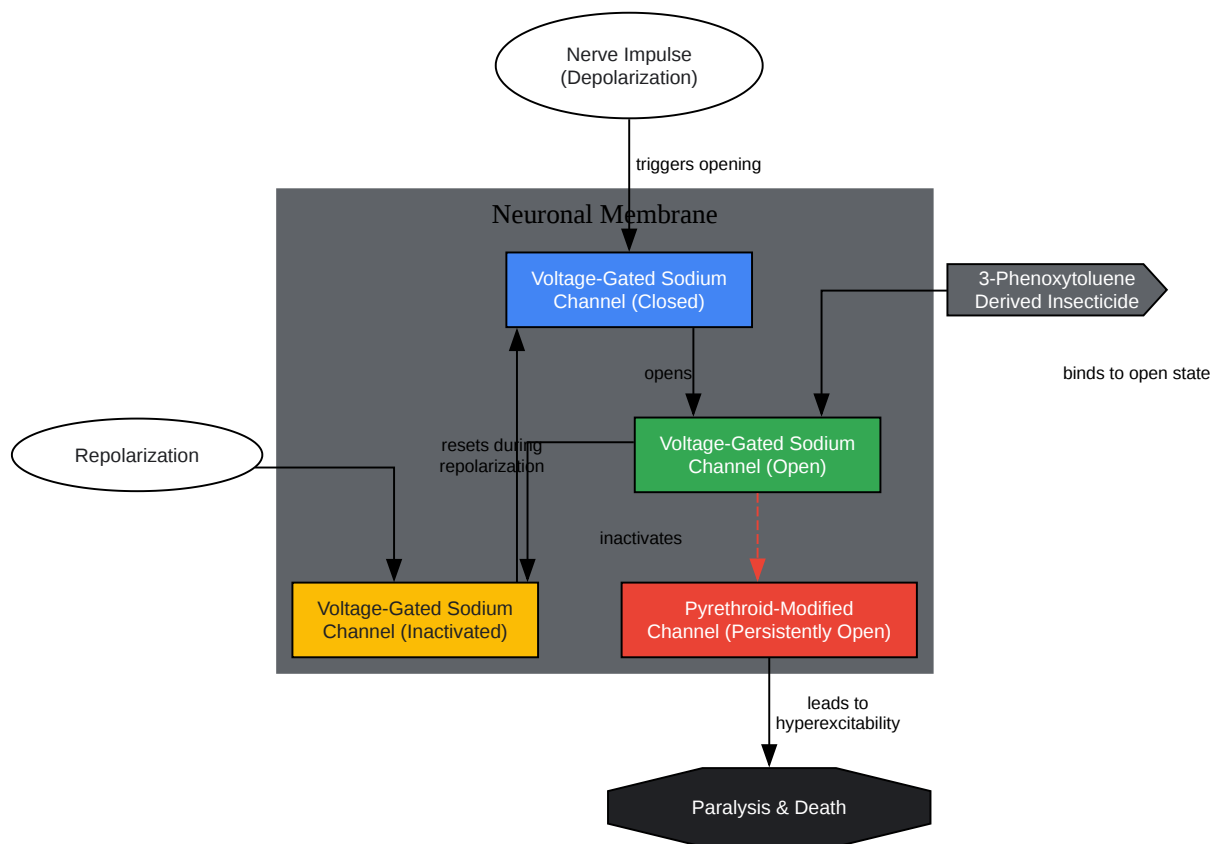 Nerve Impulse
(Depolarization)
triggers opening
Neuronal Membrane
Voltage-Gated Sodium
Channel (Closed)
3-Phenoxytoluene
Derived Insecticide
opens
binds to open state
Repolarization
resets during
repolarization
Voltage-Gated Sodium
Channel (Open)
inactivates
Voltage-Gated Sodium
Channel (Inactivated)
Pyrethroid-Modified
Channel (Persistently Open)
leads to
hyperexcitability
Paralysis & Death